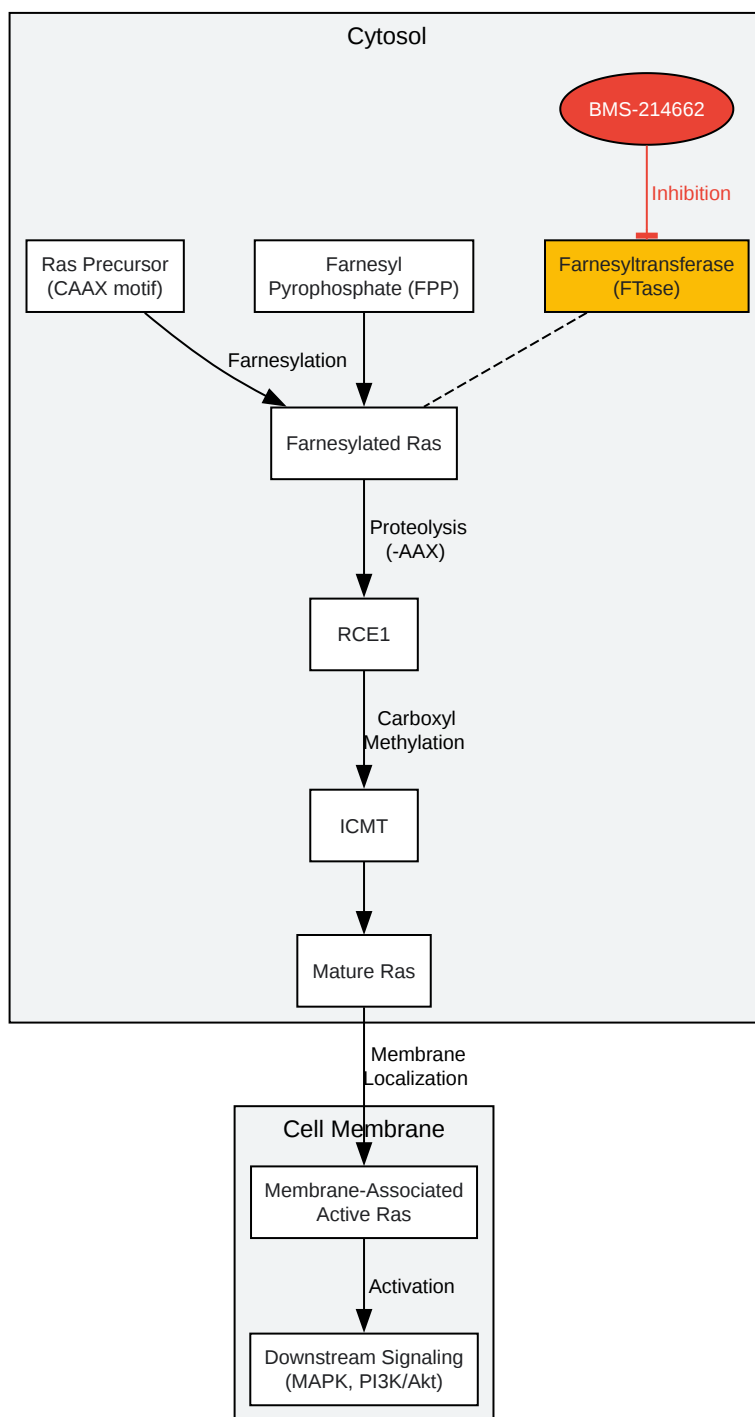 Cytosol
BMS-214662
Inhibition
Ras Precursor
(CAAX motif)
Farnesyl
Pyrophosphate (FPP)
Farnesyltransferase
(FTase)
Farnesylation
Farnesylated Ras
Proteolysis
(-AAX)
RCE1
Carboxyl
Methylation
ICMT
Mature Ras
Membrane
Localization
Cell Membrane
Membrane-Associated
Active Ras
Activation
Downstream Signaling
(MAPK, PI3K/Akt)